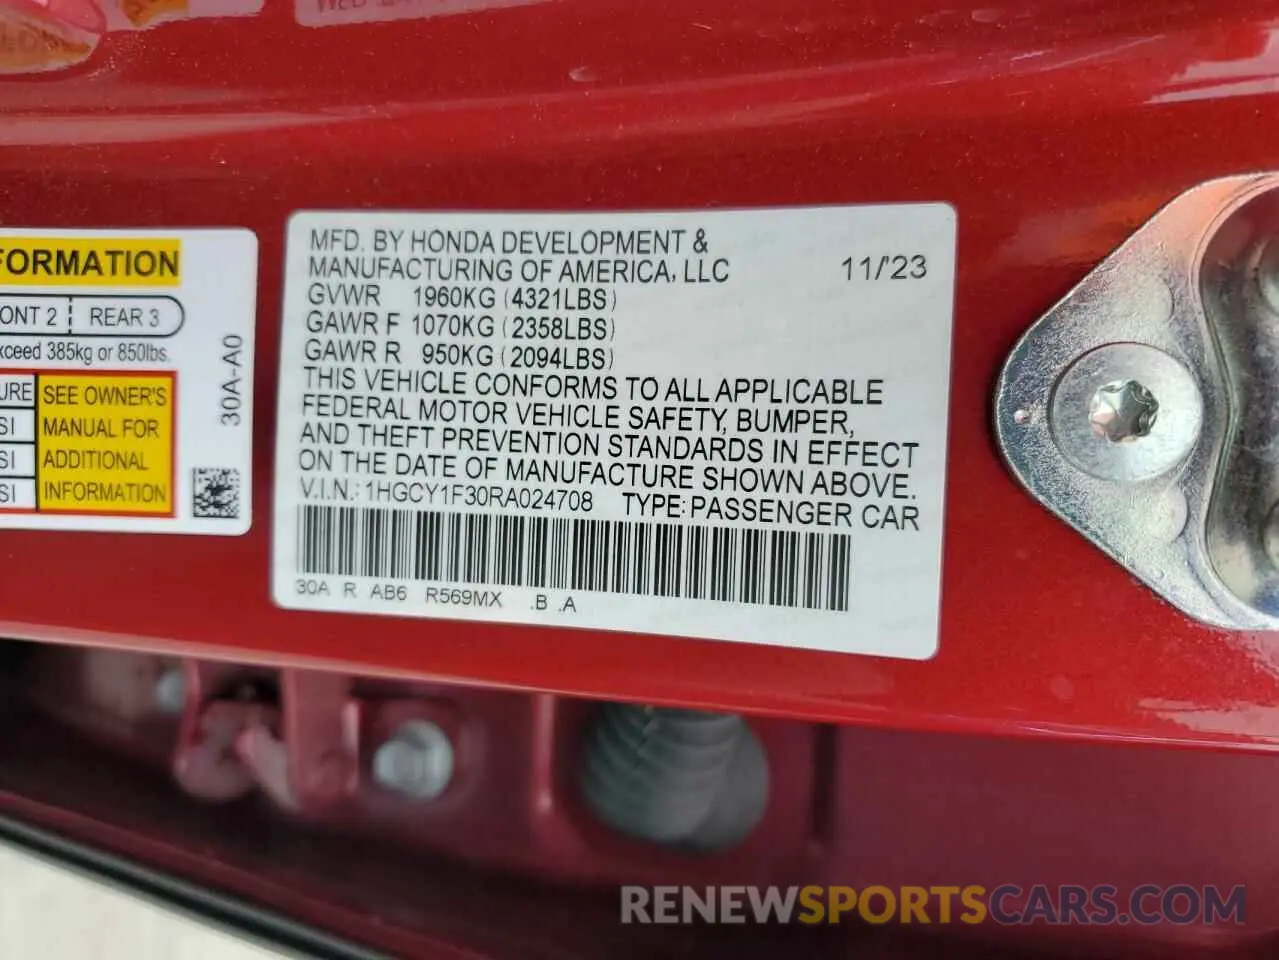 FORMATION
ONT 2 REAR 3
xceed 385kg or 850lbs.
URE SEE OWNER'S
SI MANUAL FOR
SI ADDITIONAL
SI INFORMATION
30A-A0
MFD. BY HONDA DEVELOPMENT &
MANUFACTURING OF AMERICA, LLC 11/'23
GVWR 1960KG (4321LBS)
GAWR F 1070KG (2358LBS)
GAWR R 950KG (2094LBS)
THIS VEHICLE CONFORMS TO ALL APPLICABLE
FEDERAL MOTOR VEHICLE SAFETY, BUMPER,
AND THEFT PREVENTION STANDARDS IN EFFECT
ON THE DATE OF MANUFACTURE SHOWN ABOVE.
V.I.N.: 1HGCY1F30RA024708 TYPE: PASSENGER CAR
30A R AB6 R569MX .B .A
RENEWSPORTSCARS.COM